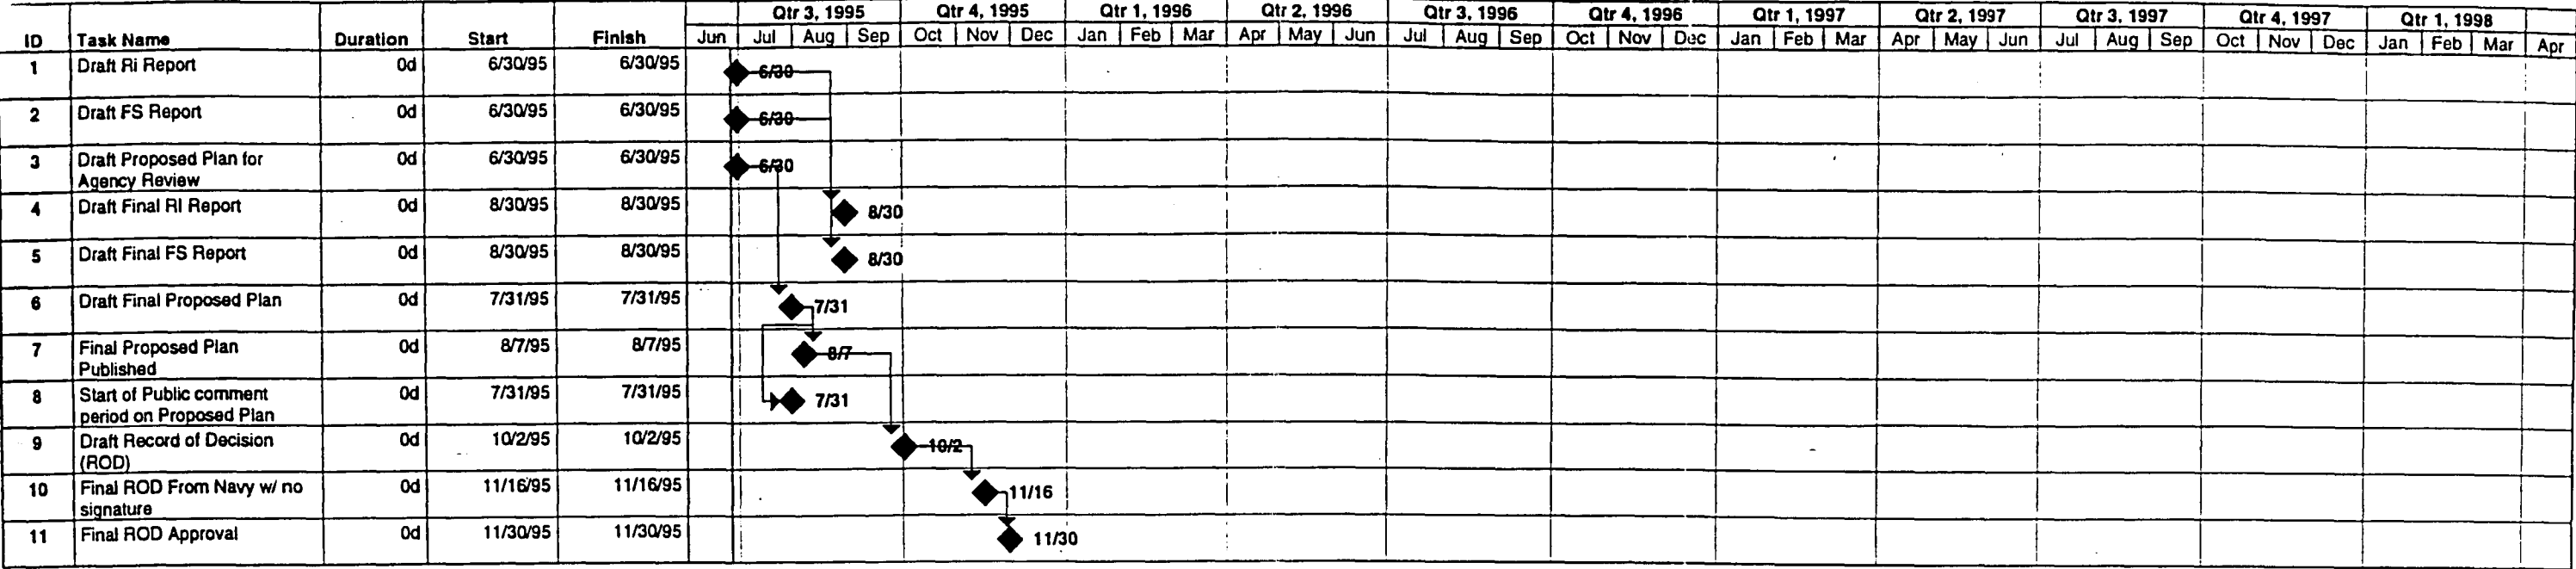 Qtr 3, 1995 Qtr 4, 1995 Qtr 1, 1996 Qtr 2, 1996 Qtr 3, 1996 Qtr 4, 1996 Qtr 1, 1997 Qtr 2, 1997 Qtr 3, 1997 Qtr 4, 1997 Qtr 1, 1998
ID Task Name Duration Start Finish Jun Jul Aug Sep Oct Nov Dec Jan Feb Mar Apr May Jun Jul Aug Sep Oct Nov Dec Jan Feb Mar Apr May Jun Jul Aug Sep Oct Nov Dec Jan Feb Mar Apr
1 Draft Ri Report 0d 6/30/95 6/30/95 6/30
2 Draft FS Report 0d 6/30/95 6/30/95 6/30
3 Draft Proposed Plan for 0d 6/30/95 6/30/95 6/30
Agency Review
4 Draft Final RI Report 0d 8/30/95 8/30/95 8/30
5 Draft Final FS Report 0d 8/30/95 8/30/95 8/30
6 Draft Final Proposed Plan 0d 7/31/95 7/31/95 7/31
7 Final Proposed Plan 0d 8/7/95 8/7/95 8/7
Published
8 Start of Public comment 0d 7/31/95 7/31/95 7/31
period on Proposed Plan
9 Draft Record of Decision 0d 10/2/95 10/2/95 10/2
(ROD)
10 Final ROD From Navy w/ no 0d 11/16/95 11/16/95 11/16
signature
11 Final ROD Approval 0d 11/30/95 11/30/95 11/30